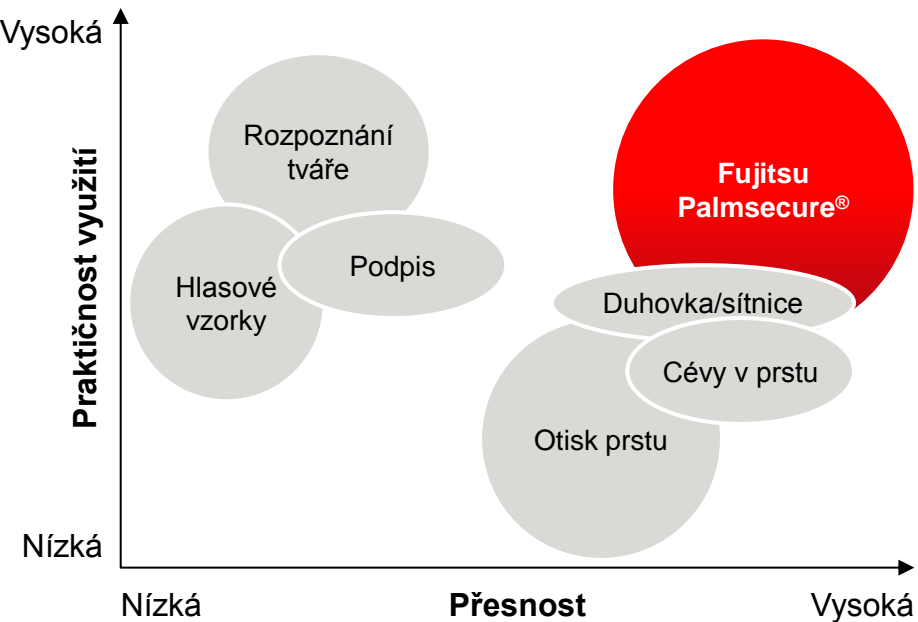 Vysoká
Praktičnost využití
Nízká
Rozpoznání
tváře
Hlasové
vzorky
Podpis
Fujitsu
Palmsecure®
Duhovka/sítnice
Cévy v prstu
Otisk prstu
Nízká
Přesnost
Vysoká